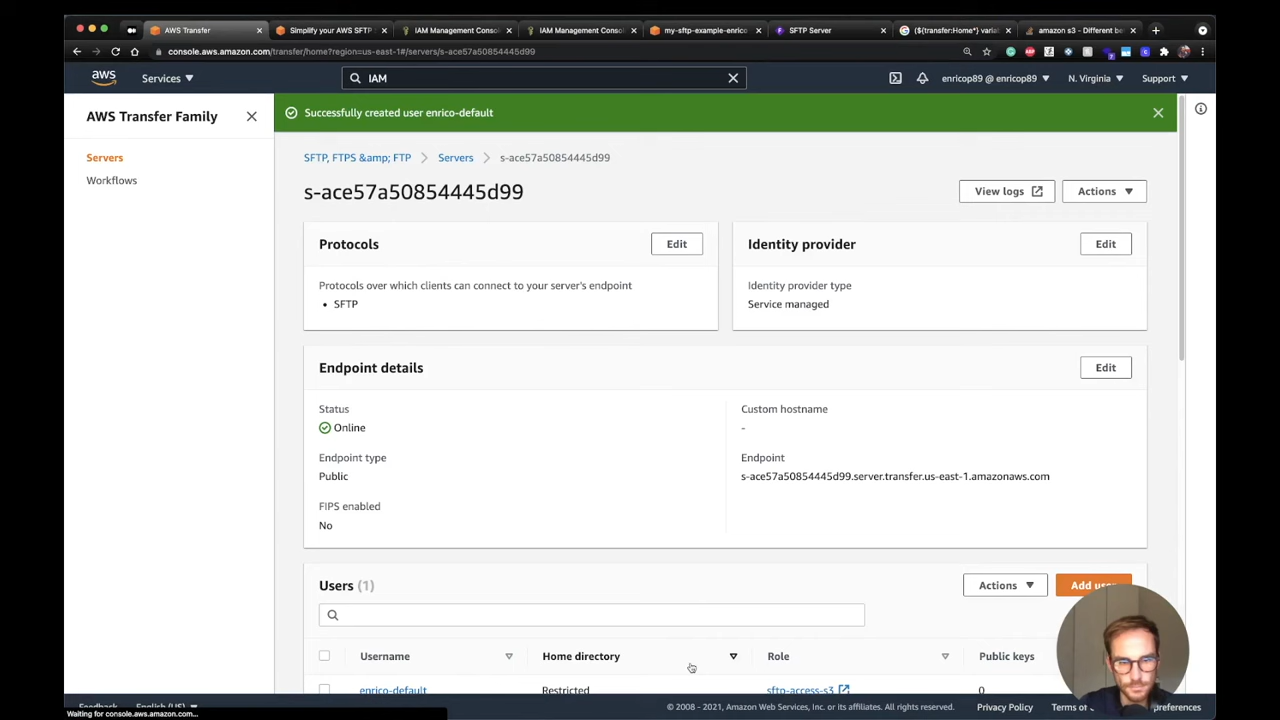 AWS Transfer
Simplify your AWS SFTP
IAM Management Console
IAM Management Console
my-sftp-example-enrico
SFTP Server
(${transfer:Home*} varia
amazon s3 - Different be
console.aws.amazon.com/transfer/home?region=us-east-1#/servers/s-ace57a50854445d99
aws
Services
IAM
enricop89 @ enricop89
N. Virginia
Support
AWS Transfer Family
Servers
Workflows
Successfully created user enrico-default
SFTP, FTPS &amp; FTP
Servers
s-ace57a50854445d99
s-ace57a50854445d99
View logs
Actions
Protocols
Edit
Protocols over which clients can connect to your server's endpoint
• SFTP
Identity provider
Edit
Identity provider type
Service managed
Endpoint details
Edit
Status
Online
Endpoint type
Public
FIPS enabled
No
Custom hostname
-
Endpoint
s-ace57a50854445d99.server.transfer.us-east-1.amazonaws.com
Users (1)
Actions
Add
Username
Home directory
Role
Public keys
enrico-default
Restricted
sftp-access-s3
0
Feedback
English (US)
© 2008 - 2021, Amazon Web Services, Inc. or its affiliates. All rights reserved.
Privacy Policy
Terms of
preferences
Waiting for console.aws.amazon.com...